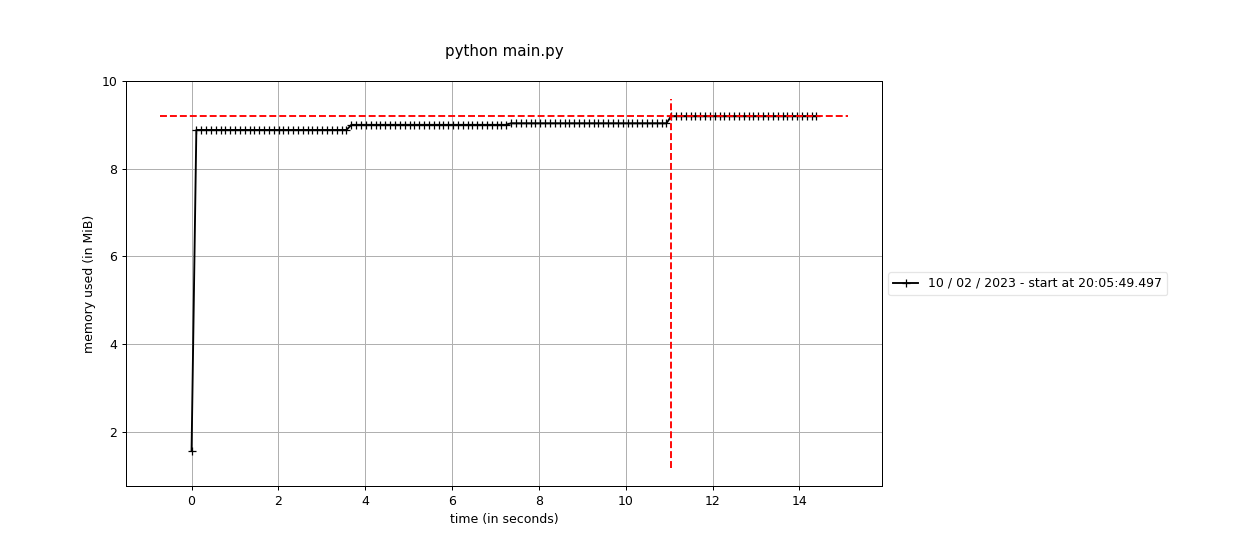 python main.py
10
8
6
4
2
memory used (in MiB)
0 2 4 6 8 10 12 14
time (in seconds)
10 / 02 / 2023 - start at 20:05:49.497